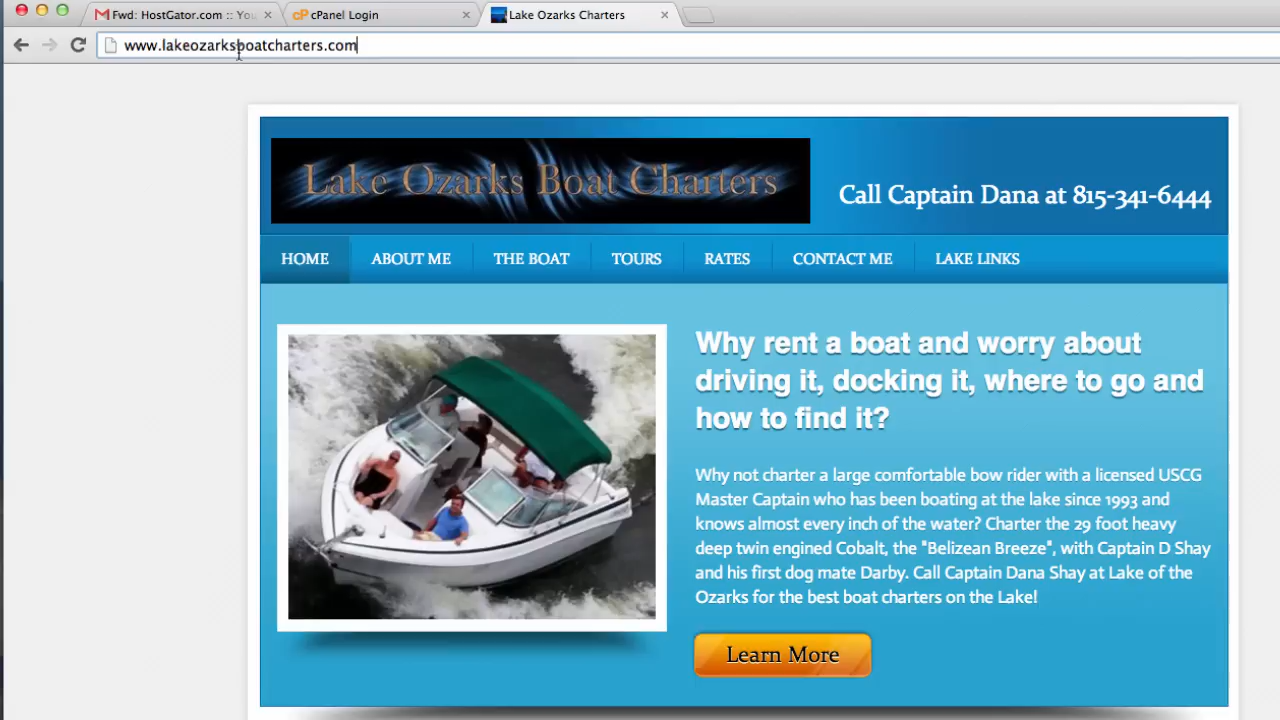 Fwd: HostGator.com :: You
cPanel Login
Lake Ozarks Charters
www.lakeozarksboatcharters.com
Lake Ozarks Boat Charters
Call Captain Dana at 815-341-6444
HOME
ABOUT ME
THE BOAT
TOURS
RATES
CONTACT ME
LAKE LINKS
Why rent a boat and worry about
driving it, docking it, where to go and
how to find it?
Why not charter a large comfortable bow rider with a licensed USCG
Master Captain who has been boating at the lake since 1993 and
knows almost every inch of the water? Charter the 29 foot heavy
deep twin engined Cobalt, the "Belizean Breeze", with Captain D Shay
and his first dog mate Darby. Call Captain Dana Shay at Lake of the
Ozarks for the best boat charters on the Lake!
Learn More